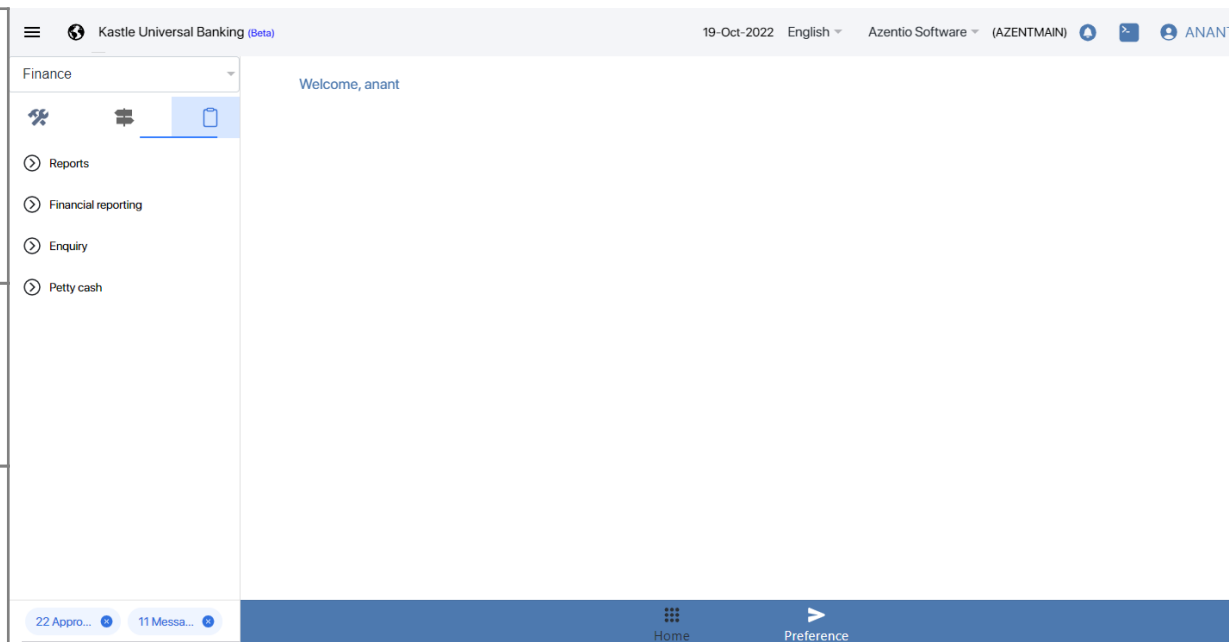 Kastle Universal Banking (Beta) 19-Oct-2022 English Azentio Software (AZENTMAIN) ANANT
Finance
Welcome, anant
Reports
Financial reporting
Enquiry
Petty cash
22 Appro... 11 Messa...
Home Preference